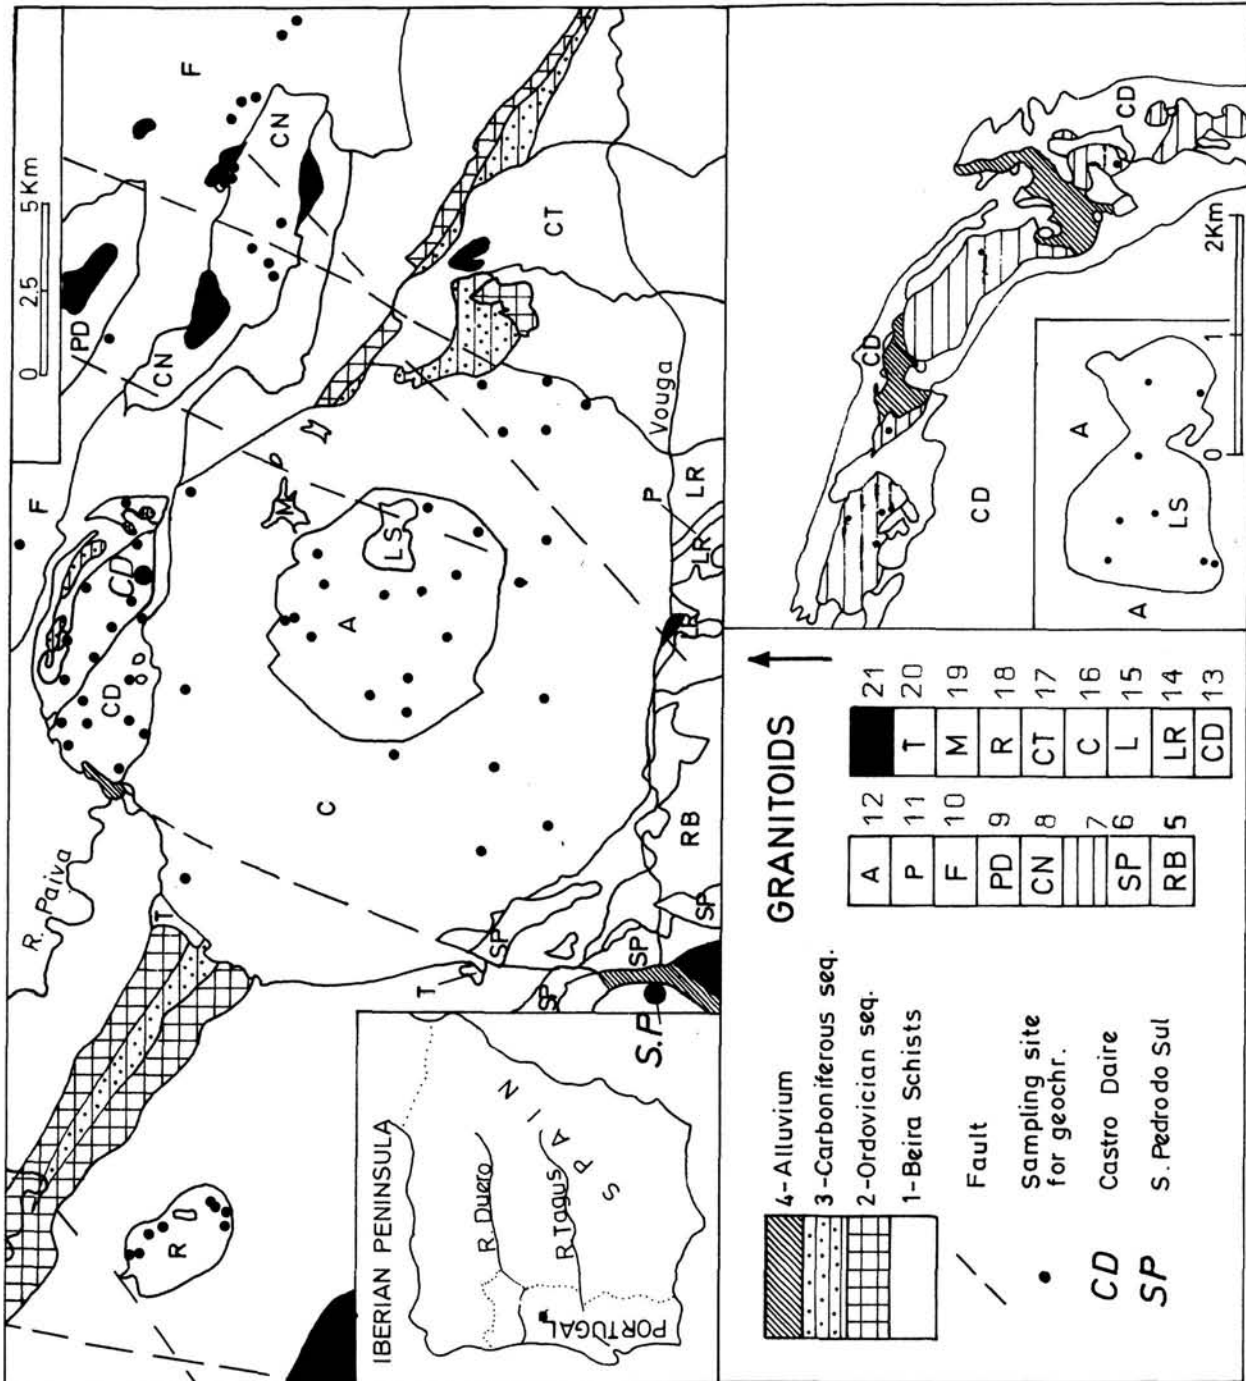 0 2.5 5 Km
F
F
PD
CN
CN
R. Paiva
CD
CD
T
R
C
A
M
LS
CT
Vouga
P
LR
LR
RB
SP
SP
SP
SP
T
S.P
IBERIAN PENINSULA
R. Duero
R. Tagus
SPAIN
PORTUGAL
4-Alluvium
3-Carboniferous seq.
2-Ordovician seq.
1-Beira Schists
Fault
Sampling site
for geochr.
CD Castro Daire
SP S. Pedro do Sul
GRANITOIDS
A 12
P 11
F 10
PD 9
CN 8
7
SP 6
RB 5
21
T 20
M 19
R 18
CT 17
C 16
L 15
LR 14
CD 13
CD
CD
CD
2Km
A
A
LS
0 1